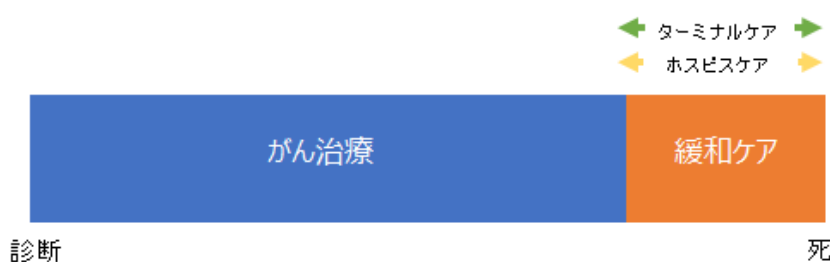 ターミナルケア
ホスピスケア
がん治療
緩和ケア
診断
死